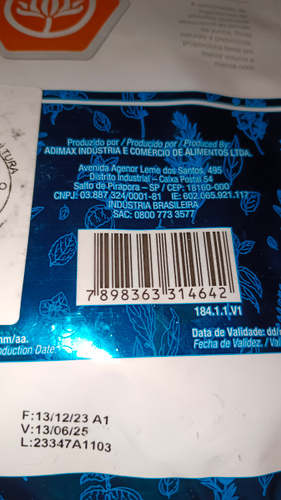 Produzido por / Producido por / Produced By:
ADIMAX INDÚSTRIA E COMÉRCIO DE ALIMENTOS LTDA.
Avenida Agenor Leme dos Santos, 495
Distrito Industrial – Caixa Postal 54
Salto de Pirapora – SP / CEP: 18160-000
CNPJ: 03.887.324/0001-81 IE: 602.065.921.117
INDÚSTRIA BRASILEIRA
SAC: 0800 773 3577
7 898363 314642
184.1.1.V1
mm/aa. Data de Validade: dd/
oduction Date: Fecha de Validez. / Val
F:13/12/23 A1
V:13/06/25
L:23347A1103